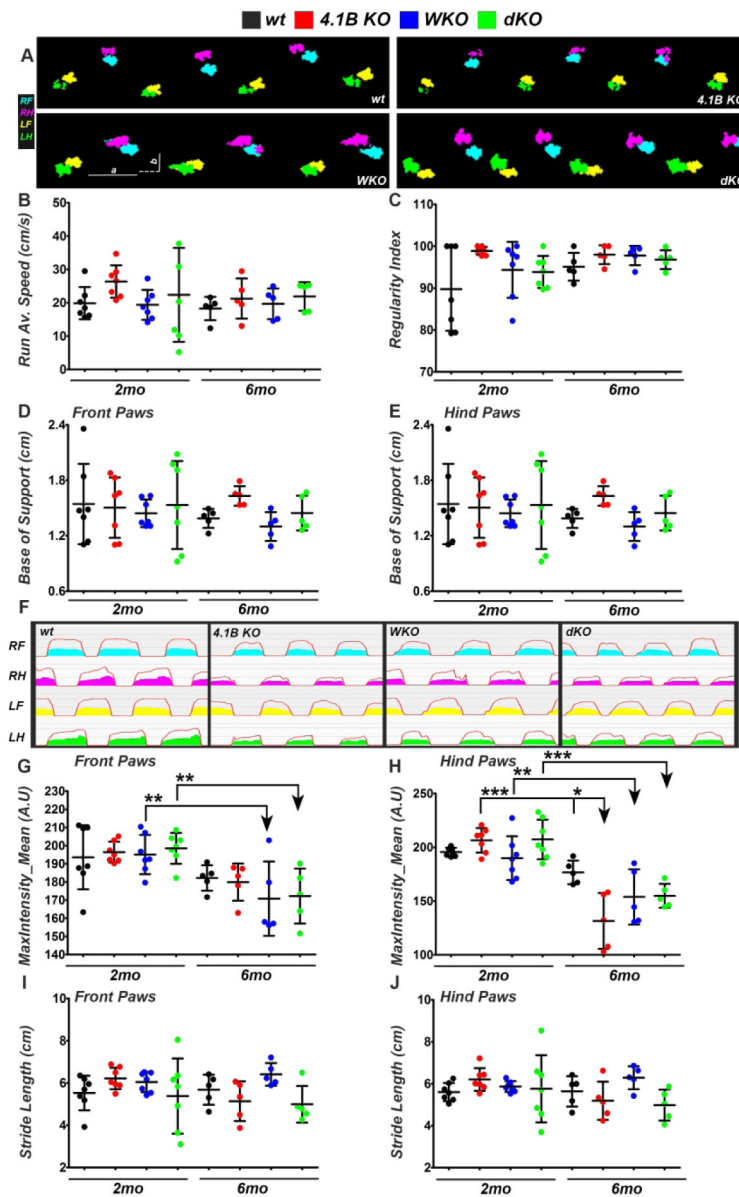 wt 4.1B KO WKO dKO
A
RF
RH
LF
LH
wt
4.1B KO
WKO
a
b
dKO
B
Run Av. Speed (cm/s)
50
40
30
20
10
0
2mo 6mo
C
Regularity Index
110
100
90
80
70
2mo 6mo
D Front Paws
Base of Support (cm)
2.4
1.8
1.2
0.6
2mo 6mo
E Hind Paws
Base of Support (cm)
2.4
1.8
1.2
0.6
2mo 6mo
F
wt 4.1B KO WKO dKO
RF
RH
LF
LH
G Front Paws
MaxIntensity_Mean (A.U)
230
220
210
200
190
180
170
160
150
140
**
**
2mo 6mo
H Hind Paws
MaxIntensity_Mean (A.U)
250
200
150
100
***
**
***
*
2mo 6mo
I Front Paws
Stride Length (cm)
10
8
6
4
2
2mo 6mo
J Hind Paws
Stride Length (cm)
10
8
6
4
2
2mo 6mo